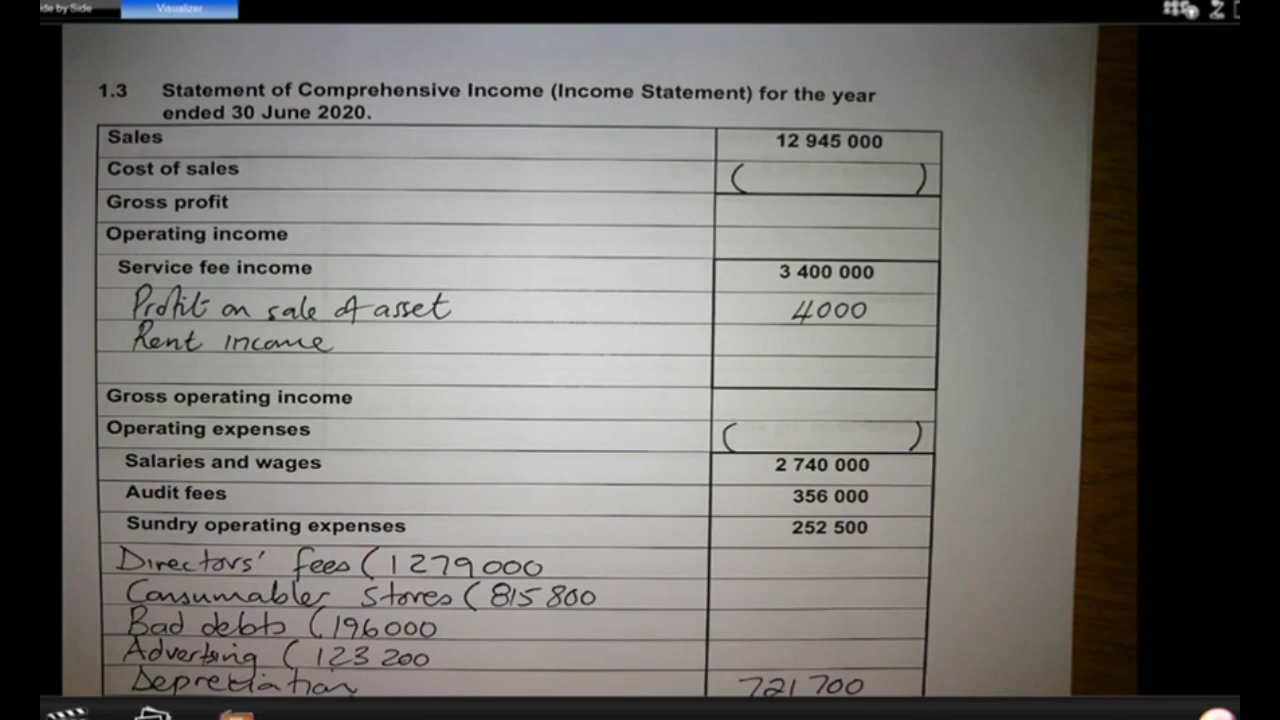 de by Side
Visualizer
1.3 Statement of Comprehensive Income (Income Statement) for the year
ended 30 June 2020.
Sales 12 945 000
Cost of sales ( )
Gross profit
Operating income
Service fee income 3 400 000
Profit on sale of asset 4000
Rent income
Gross operating income
Operating expenses ( )
Salaries and wages 2 740 000
Audit fees 356 000
Sundry operating expenses 252 500
Directors' fees (1 279 000
Consumables stores (815 800
Bad debts (196 000
Advertising (123 200
Depreciation 721 700